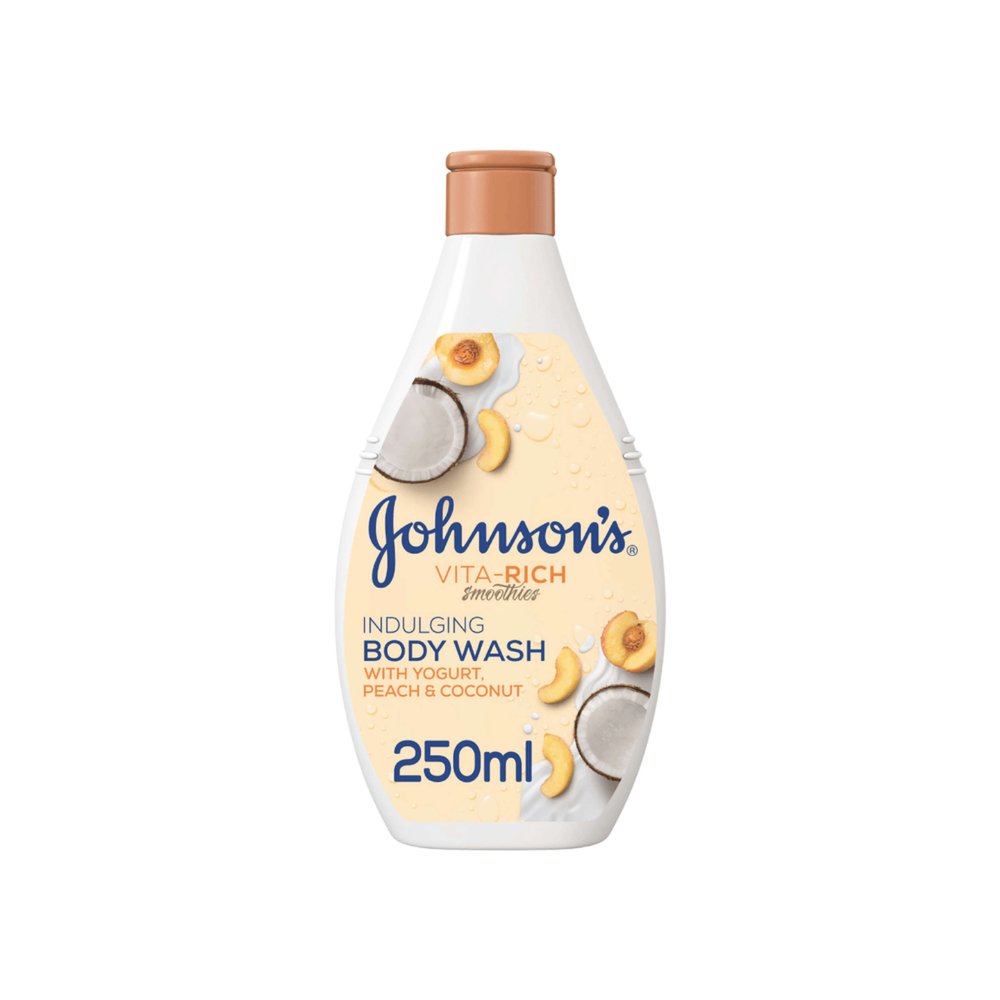 Johnson's®
VITA-RICH
smoothies
INDULGING
BODY WASH
WITH YOGURT,
PEACH & COCONUT
250ml